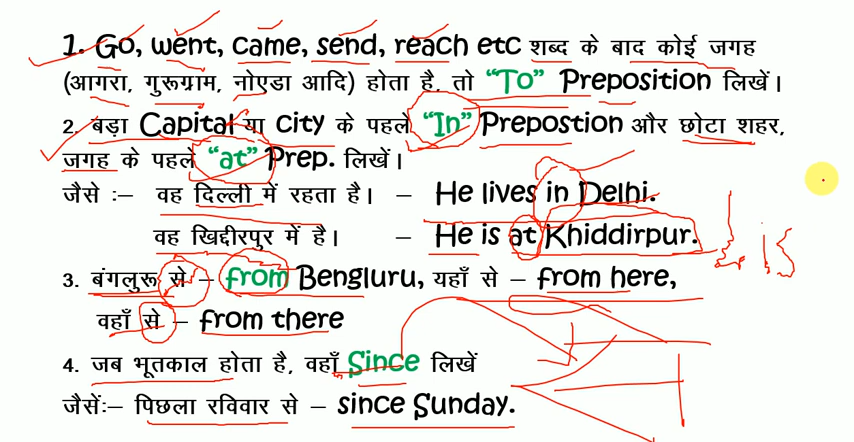 1. Go, went, came, send, reach etc शब्द के बाद कोई जगह
(आगरा, गुरूग्राम, नोएडा आदि) होता है, तो “To” Preposition लिखें।
2. बड़ा Capital या city के पहले “In” Prepostion और छोटा शहर,
जगह के पहले “at” Prep. लिखें।
जैसे :- वह दिल्ली में रहता है। - He lives in Delhi.
वह खिद्दीरपुर में है। - He is at Khiddirpur.
is
3. बंगलुरू से - from Bengluru, यहाँ से - from here,
वहाँ से - from there
4. जब भूतकाल होता है, वहाँ Since लिखें
जैसें:- पिछला रविवार से - since Sunday.